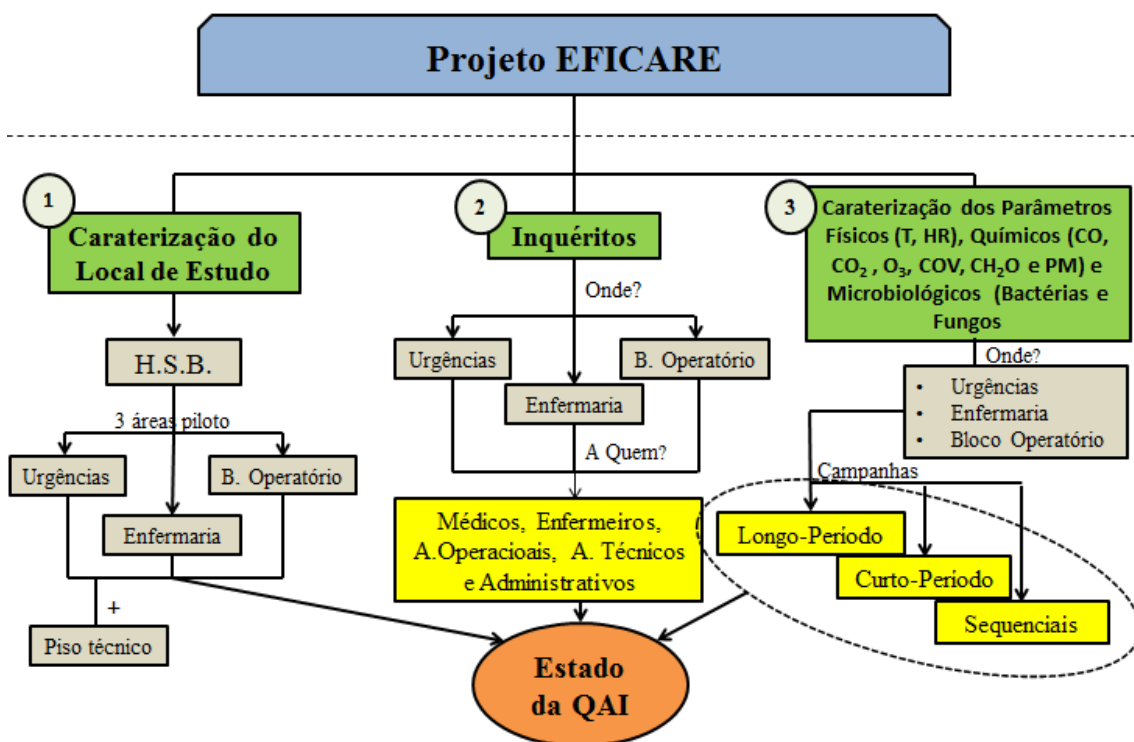 Projeto EFICARE
1
Caraterização do
Local de Estudo
H.S.B.
3 áreas piloto
Urgências
B. Operatório
Enfermaria
+
Piso técnico
2
Inquéritos
Onde?
Urgências
B. Operatório
Enfermaria
A Quem?
Médicos, Enfermeiros,
A.Operacioais, A. Técnicos
e Administrativos
3
Caraterização dos Parâmetros
Físicos (T, HR), Químicos (CO,
CO₂ , O₃, COV, CH₂O e PM) e
Microbiológicos (Bactérias e
Fungos
Onde?
• Urgências
• Enfermaria
• Bloco Operatório
Campanhas
Longo-Período
Curto-Período
Sequenciais
Estado
da QAI